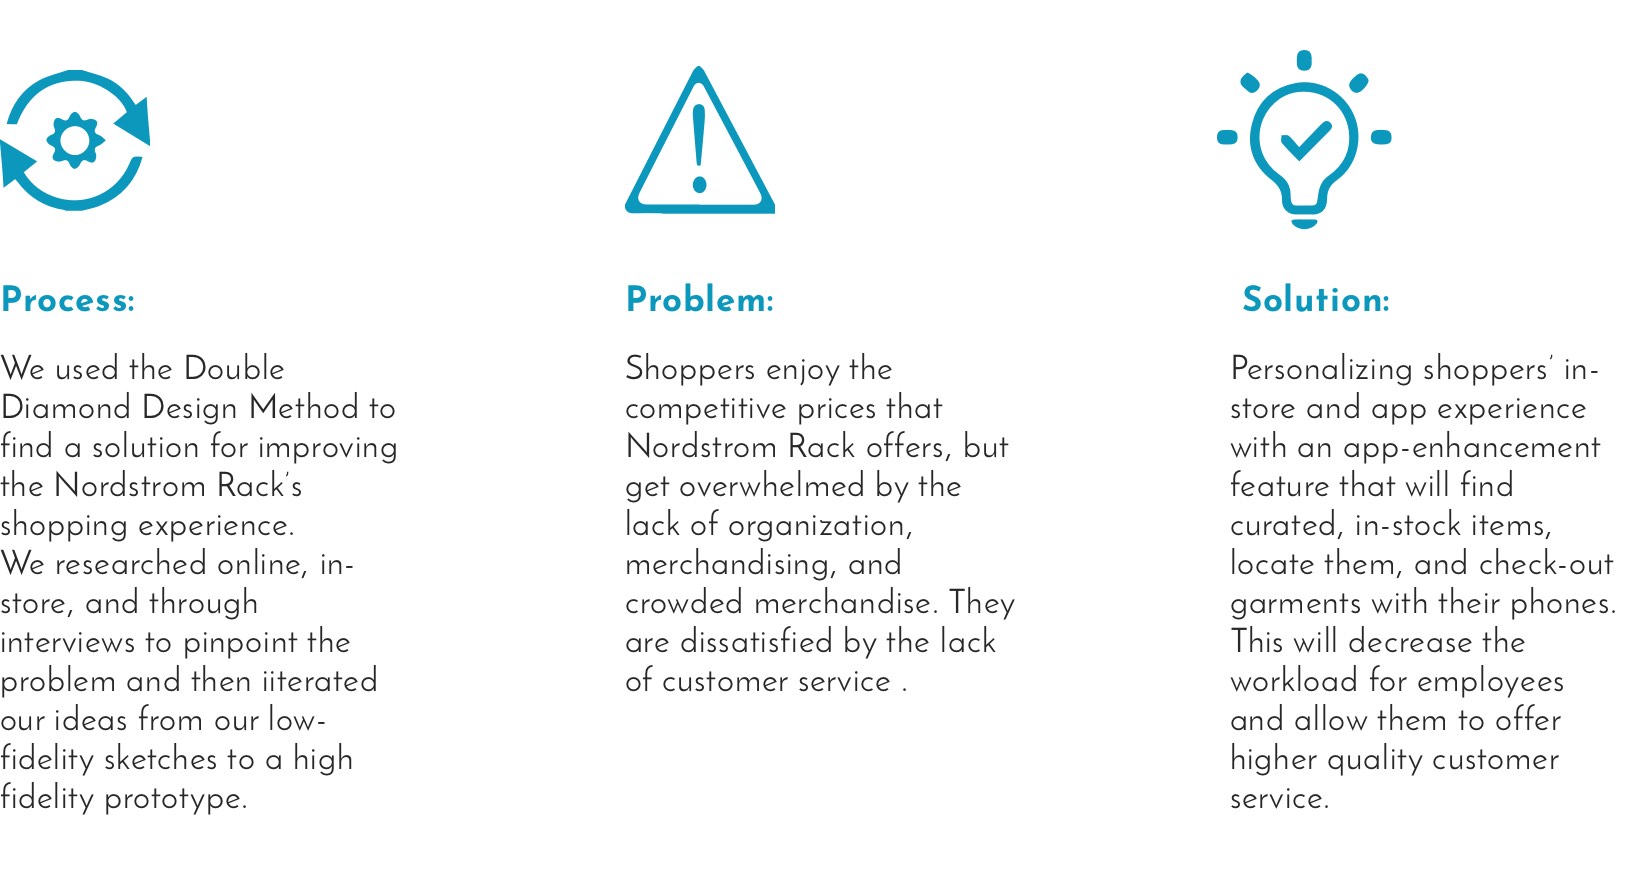 Process:
We used the Double
Diamond Design Method to
find a solution for improving
the Nordstrom Rack's
shopping experience.
We researched online, in-
store, and through
interviews to pinpoint the
problem and then iiterated
our ideas from our low-
fidelity sketches to a high
fidelity prototype.
Problem:
Shoppers enjoy the
competitive prices that
Nordstrom Rack offers, but
get overwhelmed by the
lack of organization,
merchandising, and
crowded merchandise. They
are dissatisfied by the lack
of customer service .
Solution:
Personalizing shoppers' in-
store and app experience
with an app-enhancement
feature that will find
curated, in-stock items,
locate them, and check-out
garments with their phones.
This will decrease the
workload for employees
and allow them to offer
higher quality customer
service.